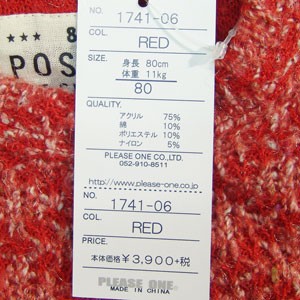 *** 8
POS
NO. 1741-06
COL. RED
SIZE. 身長 80cm
体重 11kg
80
QUALITY.
アクリル 75%
綿 10%
ポリエステル 10%
ナイロン 5%
PLEASE ONE CO.,LTD.
052-910-8511
http://www.please-one.co.jp/
NO. 1741-06
COL. RED
PRICE.
本体価格¥3,900+税
PLEASE ONE.
MADE IN CHINA